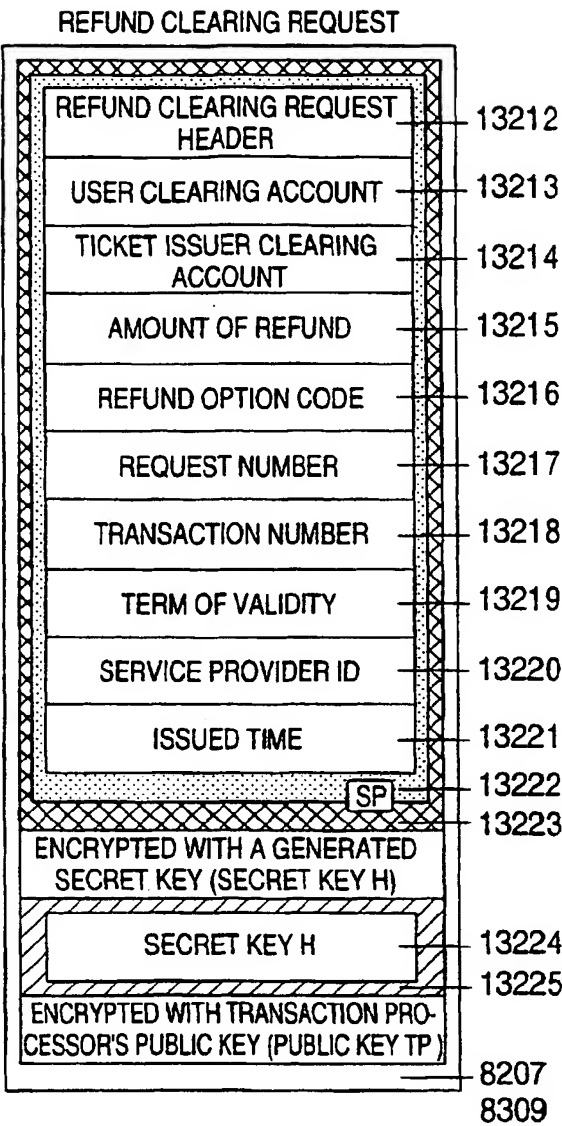 REFUND CLEARING REQUEST
REFUND CLEARING REQUEST
HEADER
13212
USER CLEARING ACCOUNT
13213
TICKET ISSUER CLEARING
ACCOUNT
13214
AMOUNT OF REFUND
13215
REFUND OPTION CODE
13216
REQUEST NUMBER
13217
TRANSACTION NUMBER
13218
TERM OF VALIDITY
13219
SERVICE PROVIDER ID
13220
ISSUED TIME
13221
SP
13222
13223
ENCRYPTED WITH A GENERATED
SECRET KEY (SECRET KEY H)
SECRET KEY H
13224
13225
ENCRYPTED WITH TRANSACTION PRO-
CESSOR'S PUBLIC KEY (PUBLIC KEY TP)
8207
8309